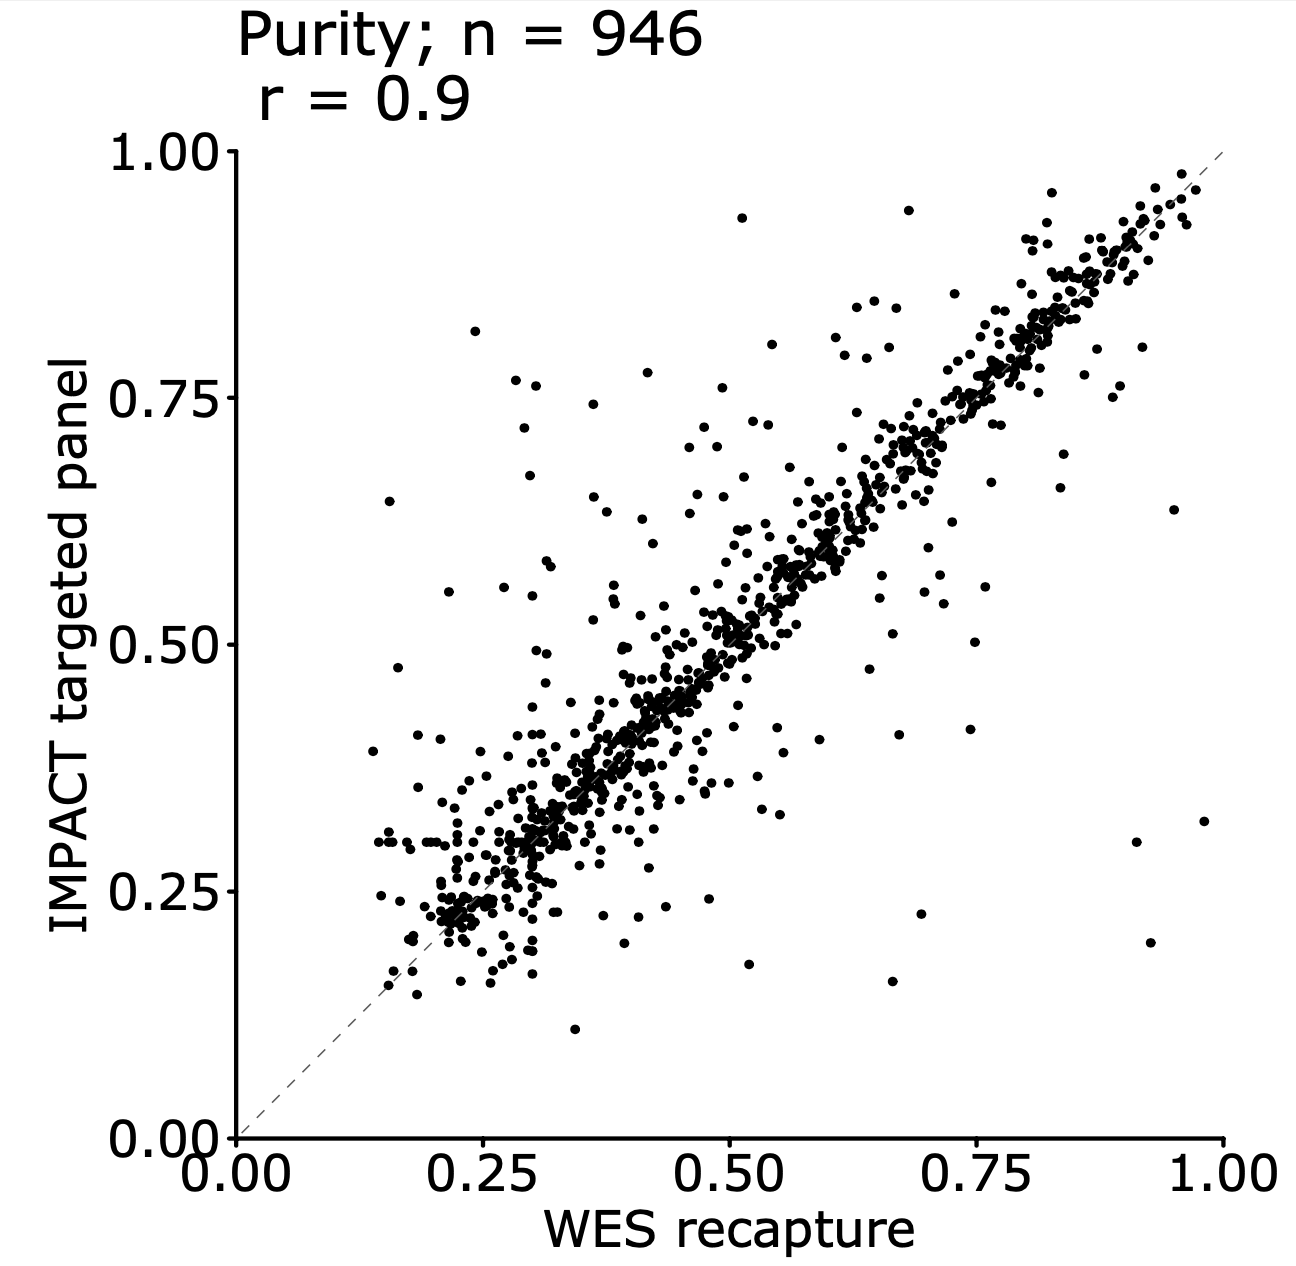 Purity; n = 946
r = 0.9
1.00
0.75
0.50
0.25
0.00
IMPACT targeted panel
0.00 0.25 0.50 0.75 1.00
WES recapture